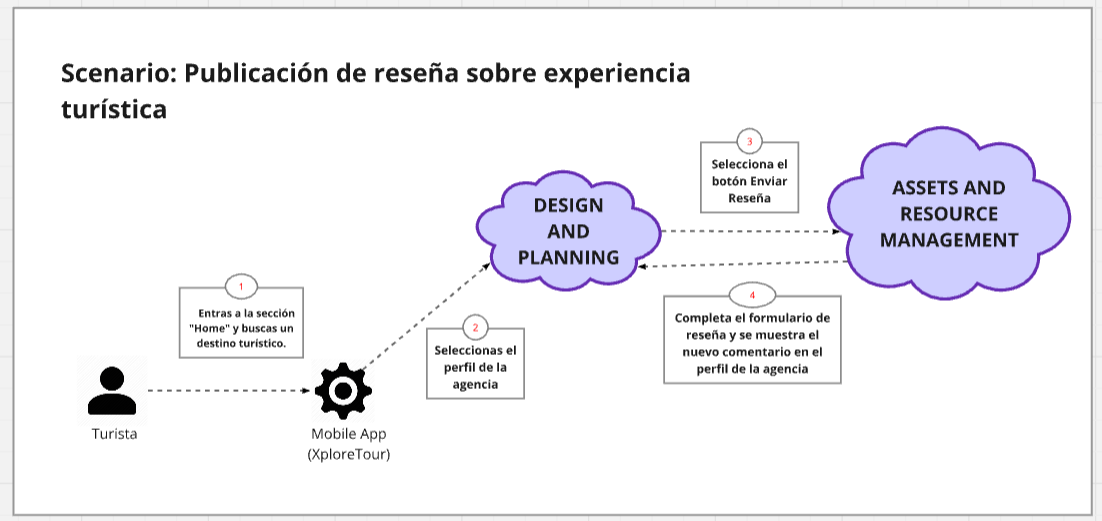 Scenario: Publicación de reseña sobre experiencia
turística
3
Selecciona el
botón Enviar
Reseña
ASSETS AND
RESOURCE
MANAGEMENT
DESIGN
AND
PLANNING
1
Entras a la sección
"Home" y buscas un
destino turístico.
2
Seleccionas el
perfil de la
agencia
4
Completa el formulario de
reseña y se muestra el
nuevo comentario en el
perfil de la agencia
Turista
Mobile App
(XploreTour)